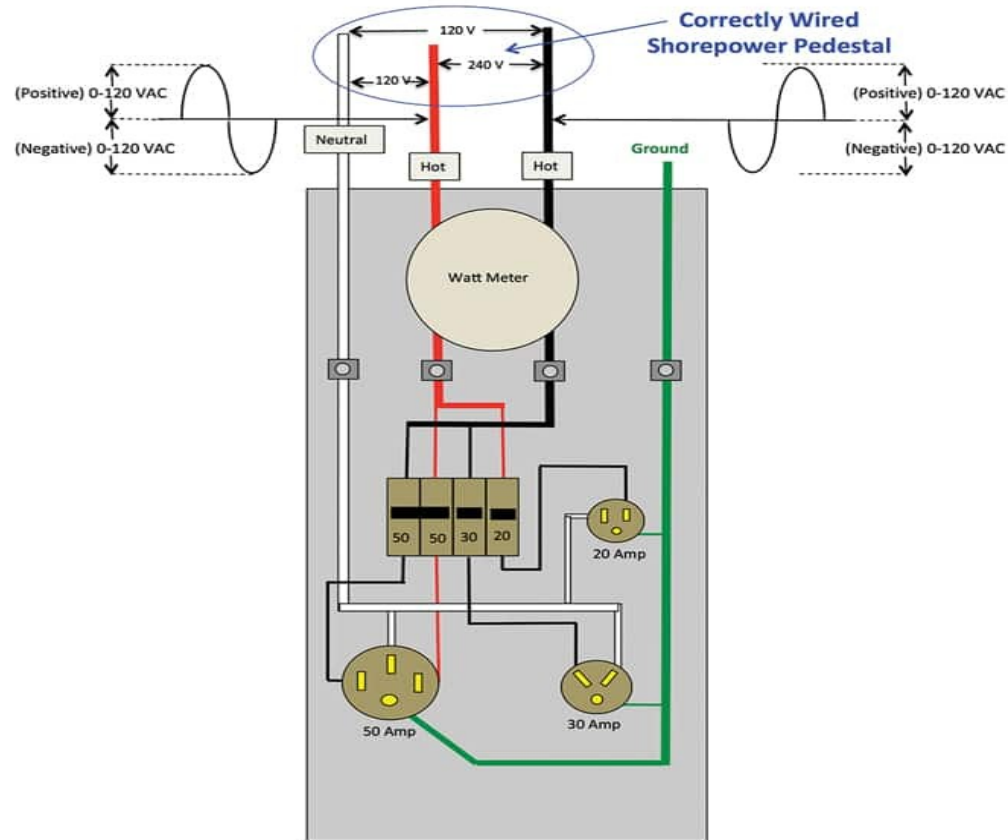 Correctly Wired
Shorepower Pedestal
120 V
240 V
120 V
(Positive) 0-120 VAC
(Negative) 0-120 VAC
(Positive) 0-120 VAC
(Negative) 0-120 VAC
Neutral
Hot
Hot
Ground
Watt Meter
50
50
30
20
20 Amp
50 Amp
30 Amp